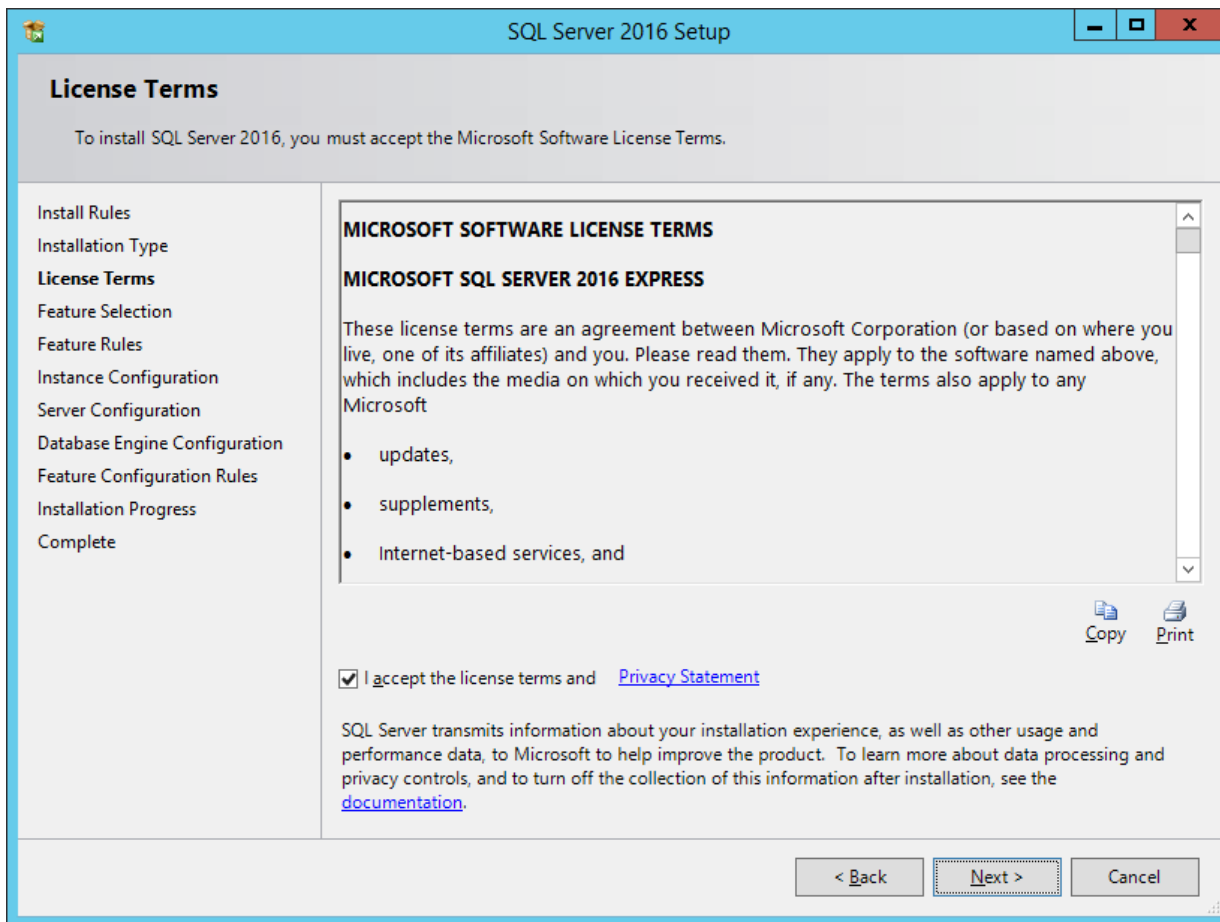 SQL Server 2016 Setup
License Terms
To install SQL Server 2016, you must accept the Microsoft Software License Terms.
Install Rules
Installation Type
License Terms
Feature Selection
Feature Rules
Instance Configuration
Server Configuration
Database Engine Configuration
Feature Configuration Rules
Installation Progress
Complete
MICROSOFT SOFTWARE LICENSE TERMS
MICROSOFT SQL SERVER 2016 EXPRESS
These license terms are an agreement between Microsoft Corporation (or based on where you
live, one of its affiliates) and you. Please read them. They apply to the software named above,
which includes the media on which you received it, if any. The terms also apply to any
Microsoft
• updates,
• supplements,
• Internet-based services, and
Copy Print
I accept the license terms and Privacy Statement
SQL Server transmits information about your installation experience, as well as other usage and
performance data, to Microsoft to help improve the product. To learn more about data processing and
privacy controls, and to turn off the collection of this information after installation, see the
documentation.
< Back Next > Cancel